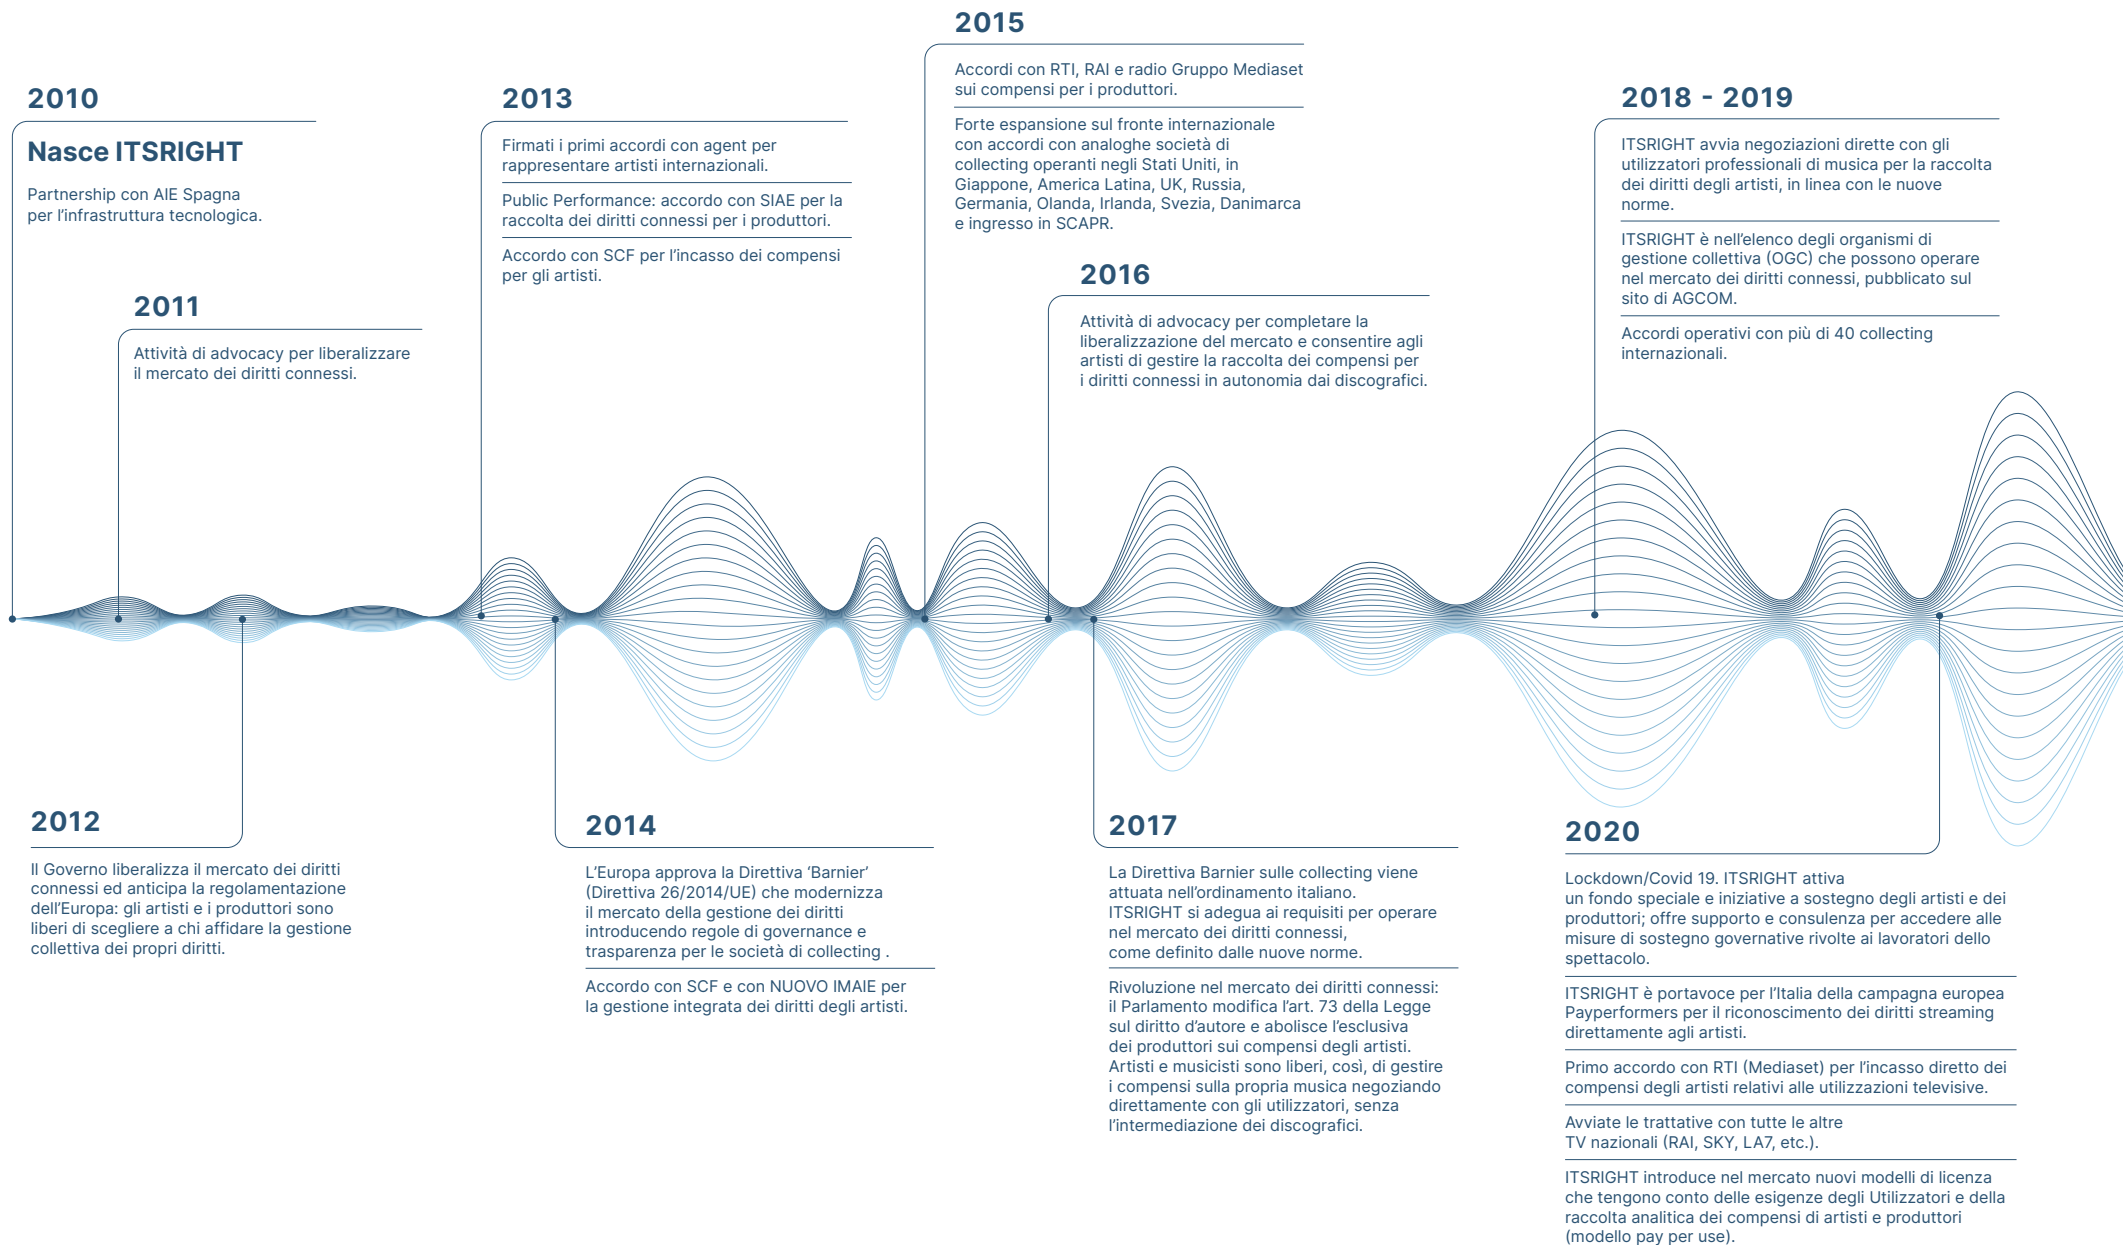 2010
Nasce ITSRIGHT
Partnership con AIE Spagna
per l'infrastruttura tecnologica.
2011
Attività di advocacy per liberalizzare
il mercato dei diritti connessi.
2012
Il Governo liberalizza il mercato dei diritti
connessi ed anticipa la regolamentazione
dell'Europa: gli artisti e i produttori sono
liberi di scegliere a chi affidare la gestione
collettiva dei propri diritti.
2013
Firmati i primi accordi con agent per
rappresentare artisti internazionali.
Public Performance: accordo con SIAE per la
raccolta dei diritti connessi per i produttori.
Accordo con SCF per l'incasso dei compensi
per gli artisti.
2014
L'Europa approva la Direttiva 'Barnier'
(Direttiva 26/2014/UE) che modernizza
il mercato della gestione dei diritti
introducendo regole di governance e
trasparenza per le società di collecting .
Accordo con SCF e con NUOVO IMAIE per
la gestione integrata dei diritti degli artisti.
2015
Accordi con RTI, RAI e radio Gruppo Mediaset
sui compensi per i produttori.
Forte espansione sul fronte internazionale
con accordi con analoghe società di
collecting operanti negli Stati Uniti, in
Giappone, America Latina, UK, Russia,
Germania, Olanda, Irlanda, Svezia, Danimarca
e ingresso in SCAPR.
2016
Attività di advocacy per completare la
liberalizzazione del mercato e consentire agli
artisti di gestire la raccolta dei compensi per
i diritti connessi in autonomia dai discografici.
2017
La Direttiva Barnier sulle collecting viene
attuata nell'ordinamento italiano.
ITSRIGHT si adegua ai requisiti per operare
nel mercato dei diritti connessi,
come definito dalle nuove norme.
Rivoluzione nel mercato dei diritti connessi:
il Parlamento modifica l'art. 73 della Legge
sul diritto d'autore e abolisce l'esclusiva
dei produttori sui compensi degli artisti.
Artisti e musicisti sono liberi, così, di gestire
i compensi sulla propria musica negoziando
direttamente con gli utilizzatori, senza
l'intermediazione dei discografici.
2018 - 2019
ITSRIGHT avvia negoziazioni dirette con gli
utilizzatori professionali di musica per la raccolta
dei diritti degli artisti, in linea con le nuove
norme.
ITSRIGHT è nell'elenco degli organismi di
gestione collettiva (OGC) che possono operare
nel mercato dei diritti connessi, pubblicato sul
sito di AGCOM.
Accordi operativi con più di 40 collecting
internazionali.
2020
Lockdown/Covid 19. ITSRIGHT attiva
un fondo speciale e iniziative a sostegno degli artisti e dei
produttori; offre supporto e consulenza per accedere alle
misure di sostegno governative rivolte ai lavoratori dello
spettacolo.
ITSRIGHT è portavoce per l'Italia della campagna europea
Payperformers per il riconoscimento dei diritti streaming
direttamente agli artisti.
Primo accordo con RTI (Mediaset) per l'incasso diretto dei
compensi degli artisti relativi alle utilizzazioni televisive.
Avviate le trattative con tutte le altre
TV nazionali (RAI, SKY, LA7, etc.).
ITSRIGHT introduce nel mercato nuovi modelli di licenza
che tengono conto delle esigenze degli Utilizzatori e della
raccolta analitica dei compensi di artisti e produttori
(modello pay per use).